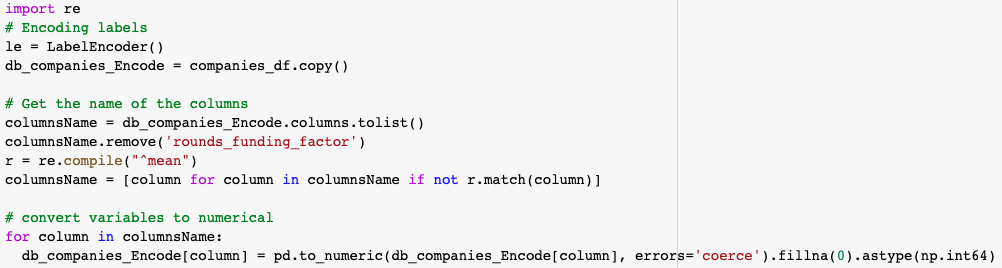 import re
# Encoding labels
le = LabelEncoder()
db_companies_Encode = companies_df.copy()
# Get the name of the columns
columnsName = db_companies_Encode.columns.tolist()
columnsName.remove('rounds_funding_factor')
r = re.compile("^mean")
columnsName = [column for column in columnsName if not r.match(column)]
# convert variables to numerical
for column in columnsName:
  db_companies_Encode[column] = pd.to_numeric(db_companies_Encode[column], errors='coerce').fillna(0).astype(np.int64)